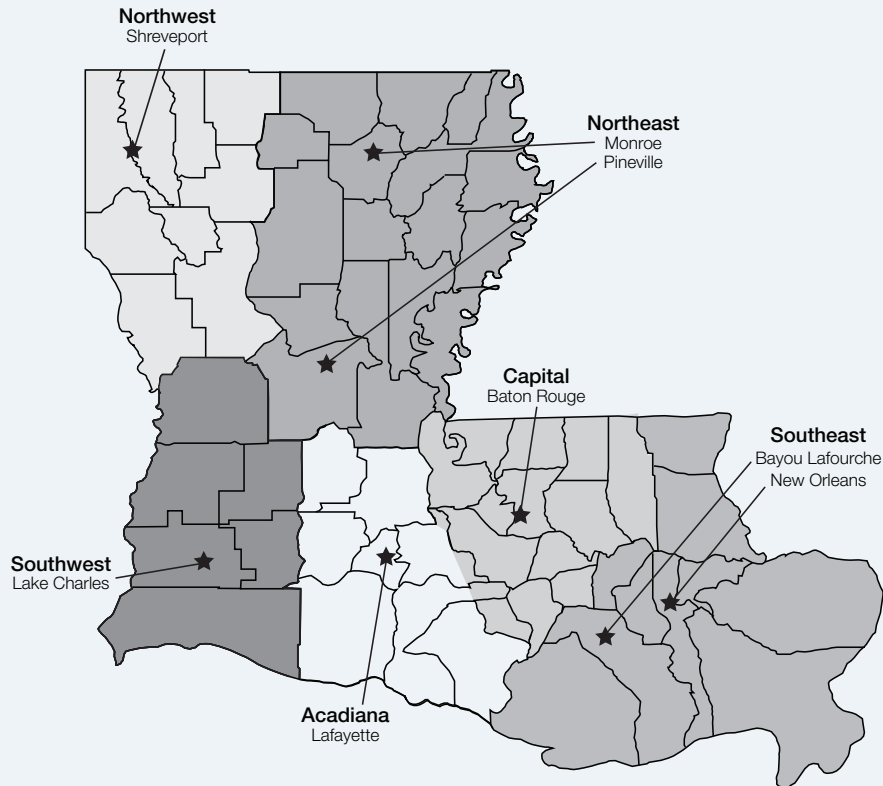 Northwest
Shreveport
Northeast
Monroe
Pineville
Capital
Baton Rouge
Southeast
Bayou Lafourche
New Orleans
Southwest
Lake Charles
Acadiana
Lafayette